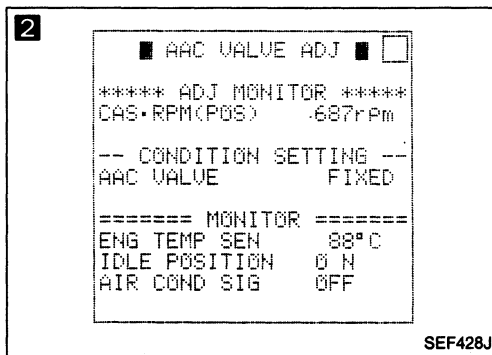 2
■ AAC VALVE ADJ ■ □
***** ADJ MONITOR *****
CAS•RPM(POS) 687rpm
-- CONDITION SETTING --
AAC VALVE FIXED
======= MONITOR =======
ENG TEMP SEN 88°C
IDLE POSITION O N
AIR COND SIG OFF
SEF428J